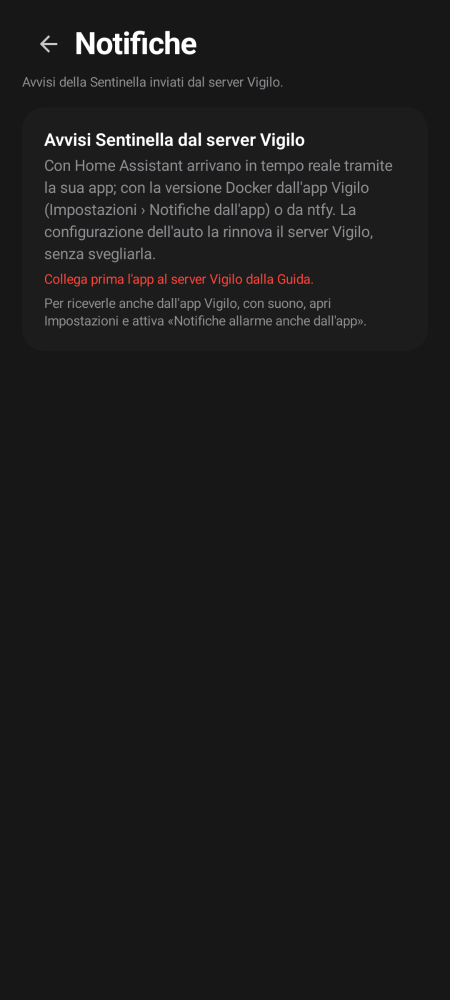 Notifiche
Avvisi della Sentinella inviati dal server Vigilo.
Avvisi Sentinella dal server Vigilo
Con Home Assistant arrivano in tempo reale tramite
la sua app; con la versione Docker dall'app Vigilo
(Impostazioni › Notifiche dall'app) o da ntfy. La
configurazione dell'auto la rinnova il server Vigilo,
senza svegliarla.
Collega prima l'app al server Vigilo dalla Guida.
Per riceverle anche dall'app Vigilo, con suono, apri
Impostazioni e attiva «Notifiche allarme anche dall'app».